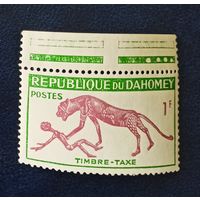 REPUBLIQUE DU DAHOMEY
POSTES
1F
TIMBRE-TAXE